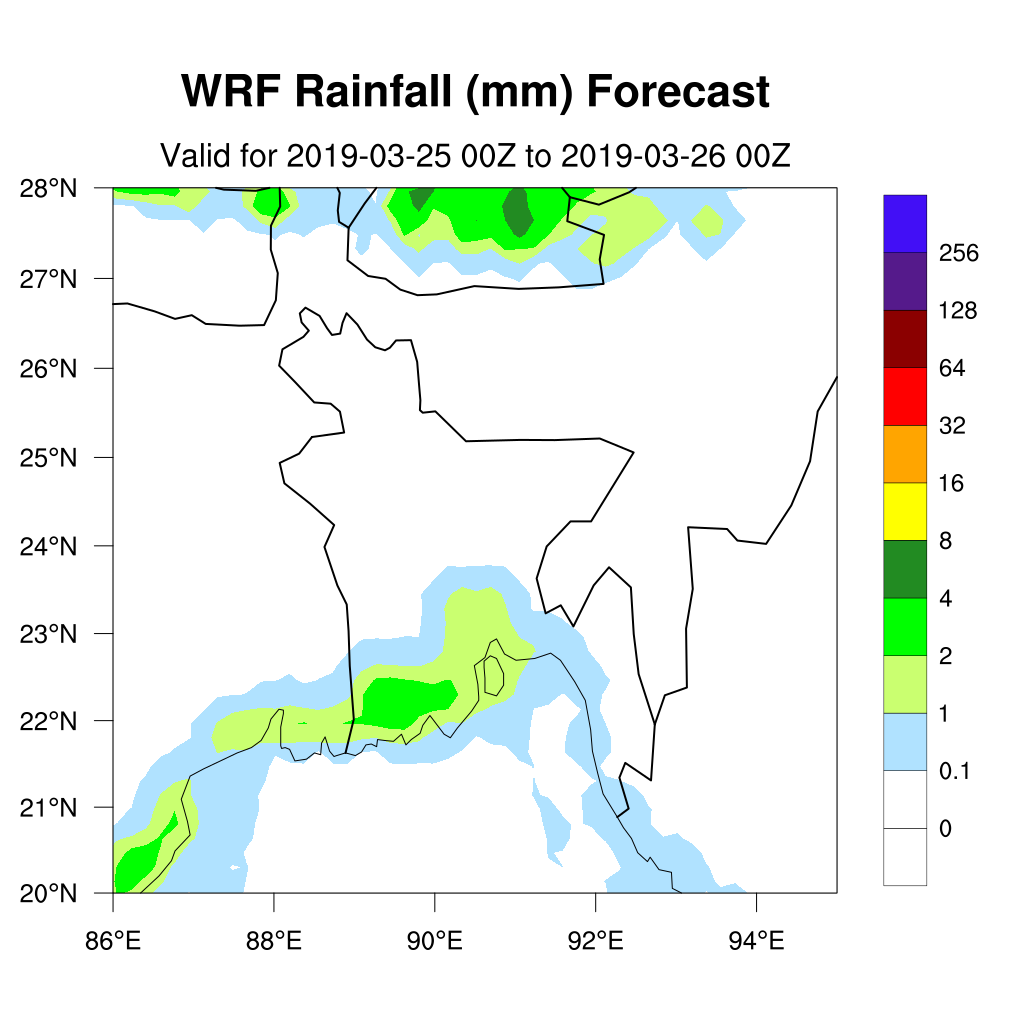 WRF Rainfall (mm) Forecast
Valid for 2019-03-25 00Z to 2019-03-26 00Z
28°N
27°N
26°N
25°N
24°N
23°N
22°N
21°N
20°N
86°E 88°E 90°E 92°E 94°E
256
128
64
32
16
8
4
2
1
0.1
0